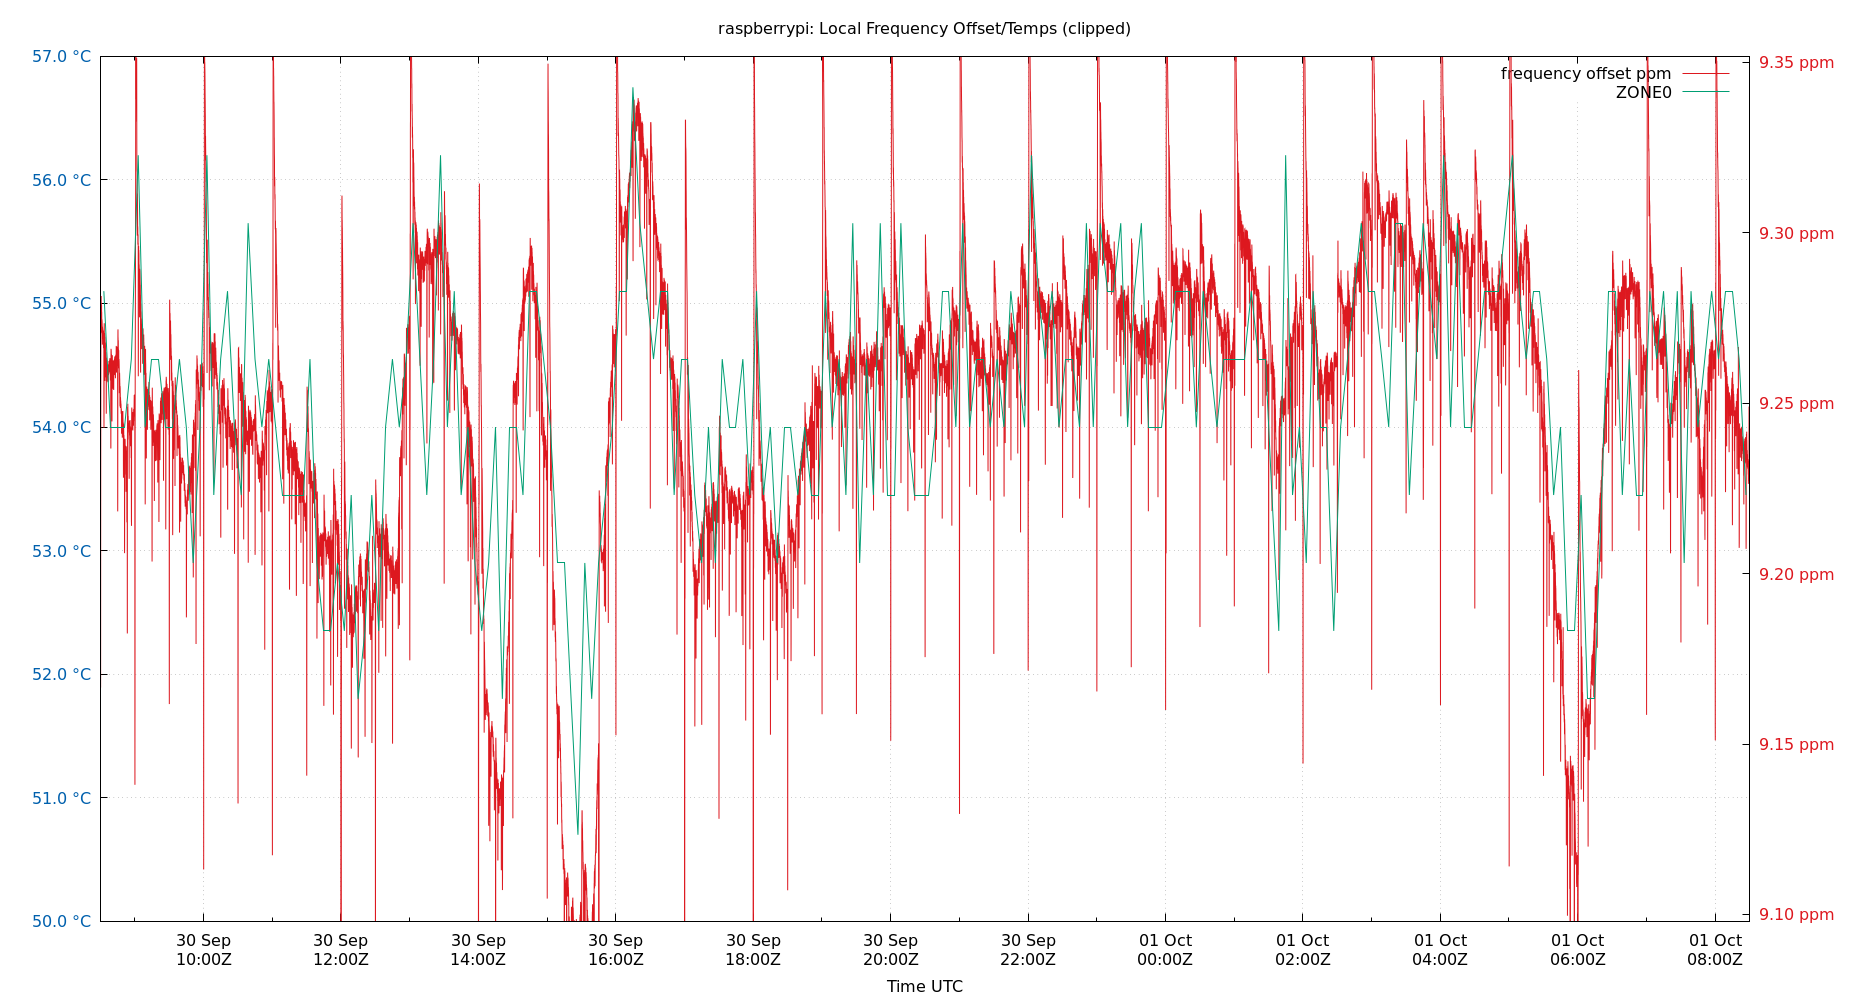 raspberrypi: Local Frequency Offset/Temps (clipped)
frequency offset ppm
ZONE0
57.0 °C
56.0 °C
55.0 °C
54.0 °C
53.0 °C
52.0 °C
51.0 °C
50.0 °C
9.35 ppm
9.30 ppm
9.25 ppm
9.20 ppm
9.15 ppm
9.10 ppm
30 Sep
10:00Z
30 Sep
12:00Z
30 Sep
14:00Z
30 Sep
16:00Z
30 Sep
18:00Z
30 Sep
20:00Z
30 Sep
22:00Z
01 Oct
00:00Z
01 Oct
02:00Z
01 Oct
04:00Z
01 Oct
06:00Z
01 Oct
08:00Z
Time UTC